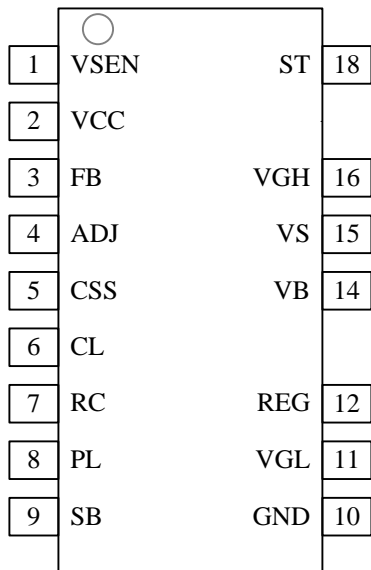 1 VSEN ST 18
2 VCC
3 FB VGH 16
4 ADJ VS 15
5 CSS VB 14
6 CL
7 RC REG 12
8 PL VGL 11
9 SB GND 10